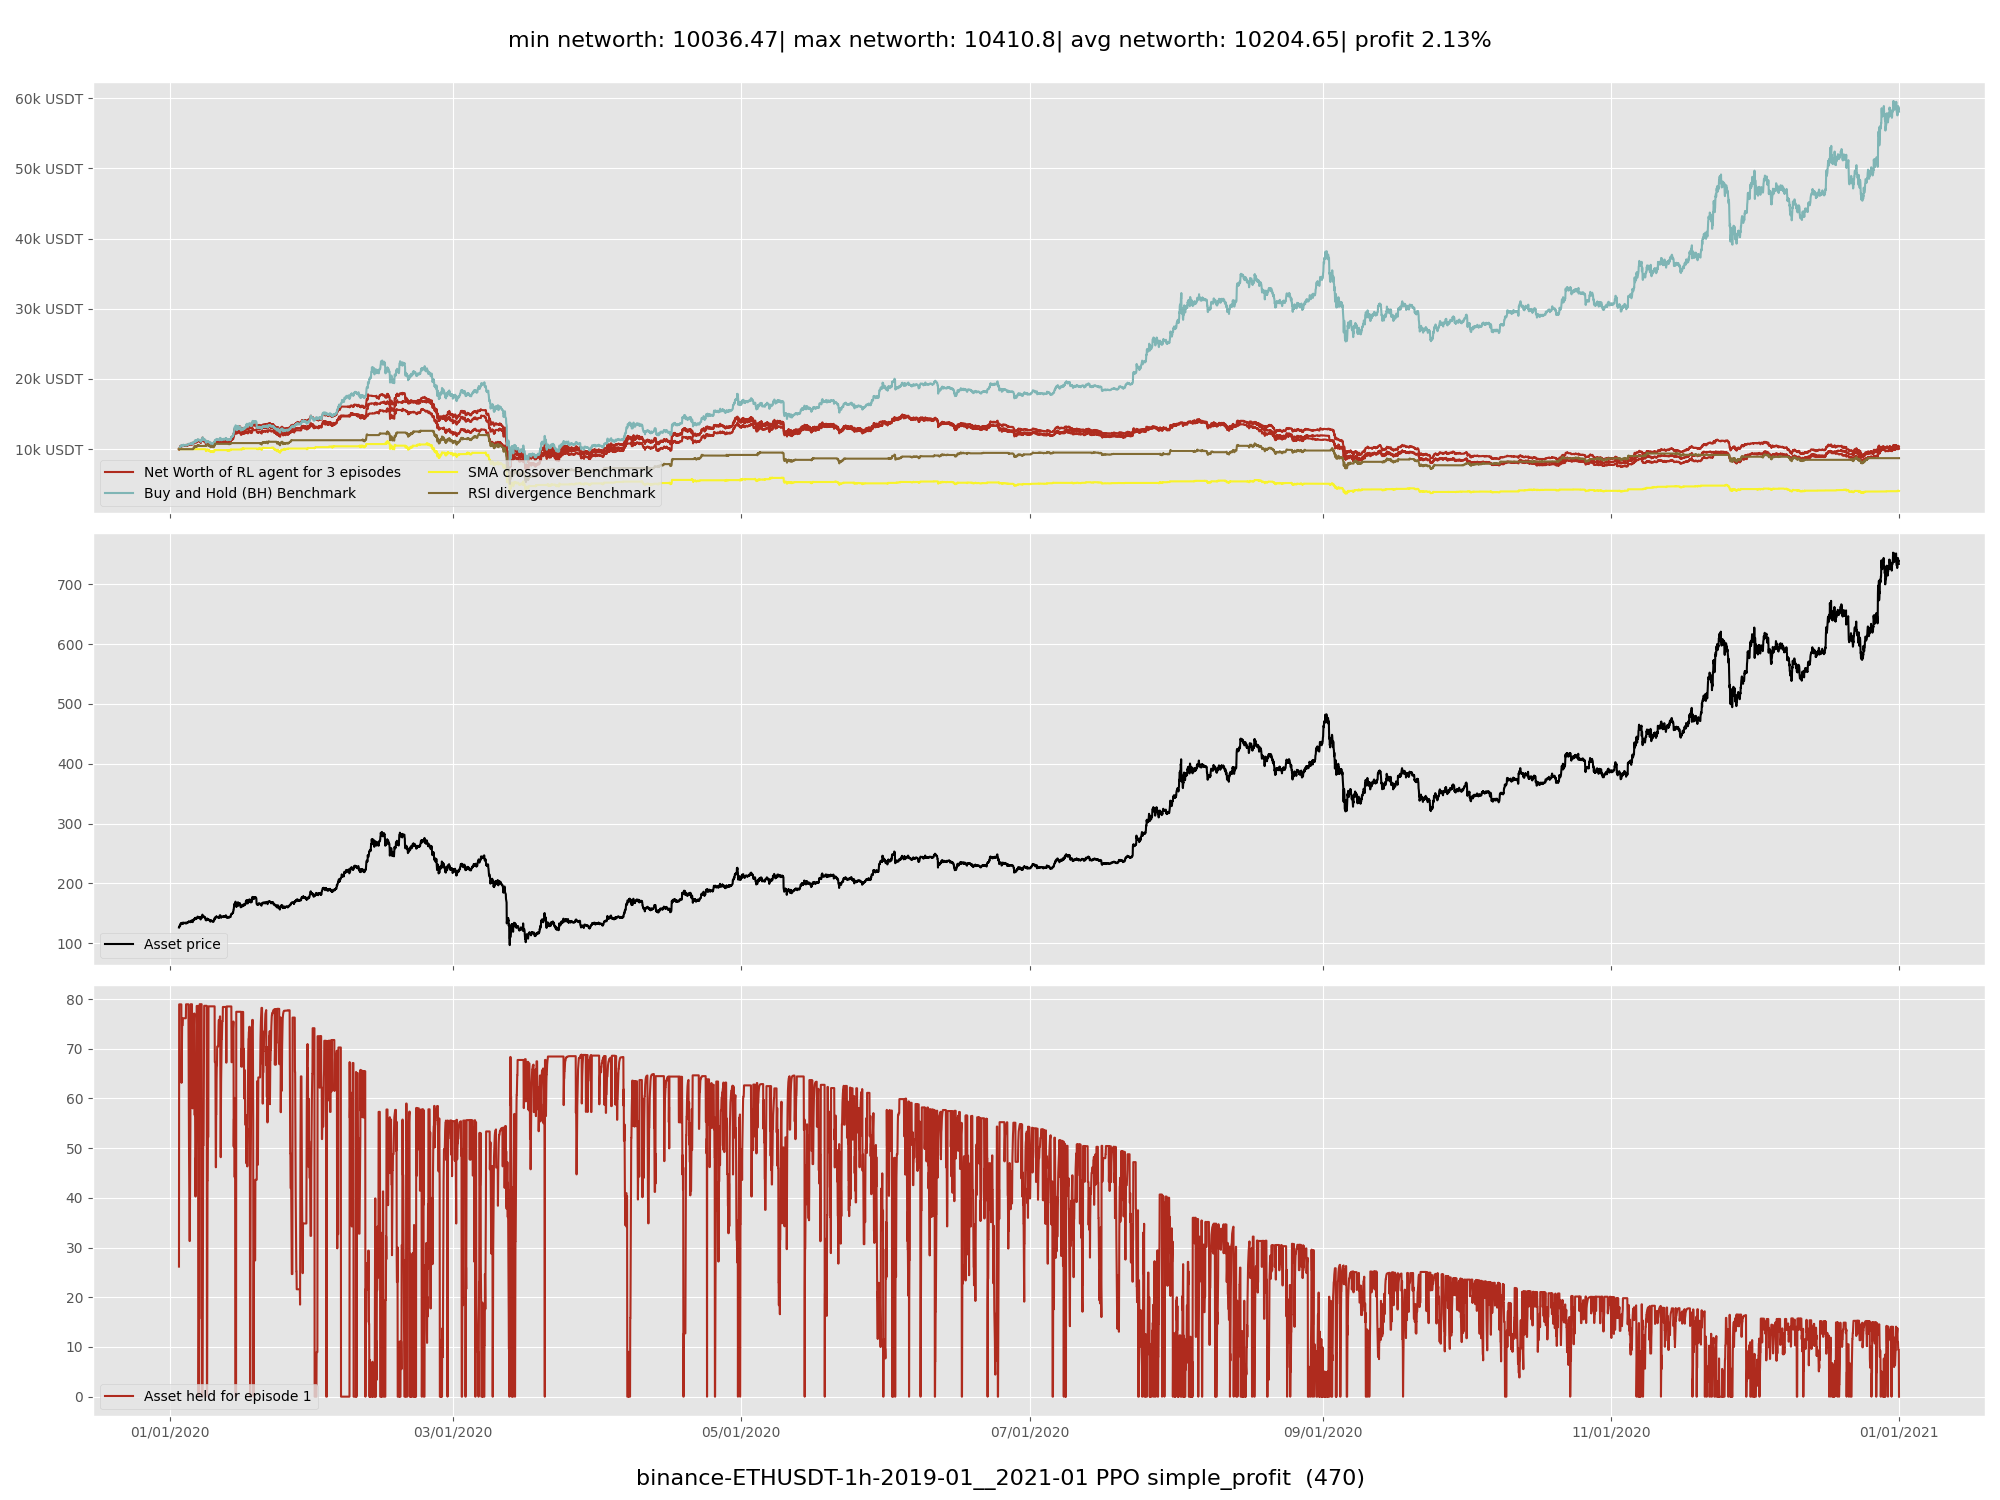 min networth: 10036.47| max networth: 10410.8| avg networth: 10204.65| profit 2.13%
60k USDT
50k USDT
40k USDT
30k USDT
20k USDT
10k USDT
Net Worth of RL agent for 3 episodes
Buy and Hold (BH) Benchmark
SMA crossover Benchmark
RSI divergence Benchmark
700
600
500
400
300
200
100
Asset price
80
70
60
50
40
30
20
10
0
Asset held for episode 1
01/01/2020 03/01/2020 05/01/2020 07/01/2020 09/01/2020 11/01/2020 01/01/2021
binance-ETHUSDT-1h-2019-01__2021-01 PPO simple_profit (470)